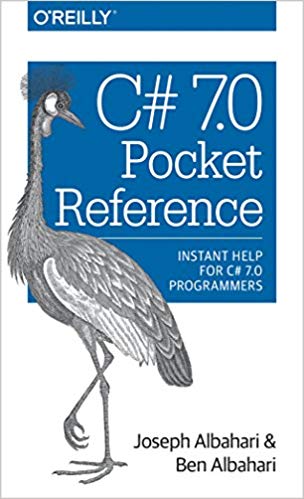 O'REILLY®
C# 7.0
Pocket
Reference
INSTANT HELP
FOR C# 7.0
PROGRAMMERS
Joseph Albahari &
Ben Albahari